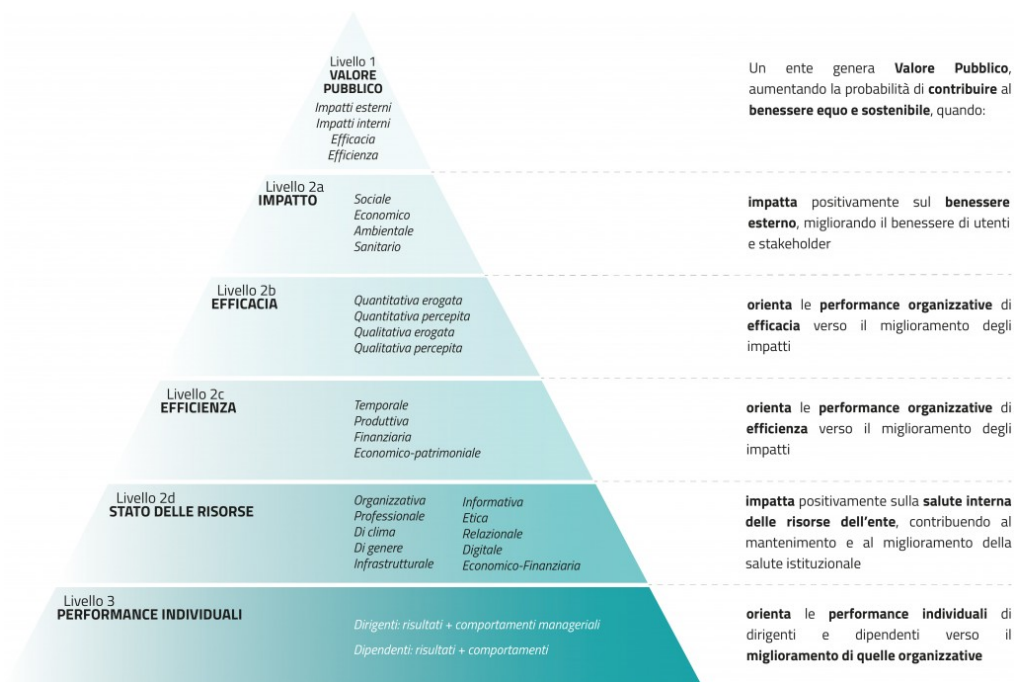 Livello 1
VALORE
PUBBLICO
Impatti esterni
Impatti interni
Efficacia
Efficienza
Un ente genera Valore Pubblico,
aumentando la probabilità di contribuire al
benessere equo e sostenibile, quando:
Livello 2a
IMPATTO
Sociale
Economico
Ambientale
Sanitario
impatta positivamente sul benessere
esterno, migliorando il benessere di utenti
e stakeholder
Livello 2b
EFFICACIA
Quantitativa erogata
Quantitativa percepita
Qualitativa erogata
Qualitativa percepita
orienta le performance organizzative di
efficacia verso il miglioramento degli
impatti
Livello 2c
EFFICIENZA
Temporale
Produttiva
Finanziaria
Economico-patrimoniale
orienta le performance organizzative di
efficienza verso il miglioramento degli
impatti
Livello 2d
STATO DELLE RISORSE
Organizzativa
Professionale
Di clima
Di genere
Infrastrutturale
Informativa
Etica
Relazionale
Digitale
Economico-Finanziaria
impatta positivamente sulla salute interna
delle risorse dell'ente, contribuendo al
mantenimento e al miglioramento della
salute istituzionale
Livello 3
PERFORMANCE INDIVIDUALI
Dirigenti: risultati + comportamenti manageriali
Dipendenti: risultati + comportamenti
orienta le performance individuali di
dirigenti e dipendenti verso il
miglioramento di quelle organizzative